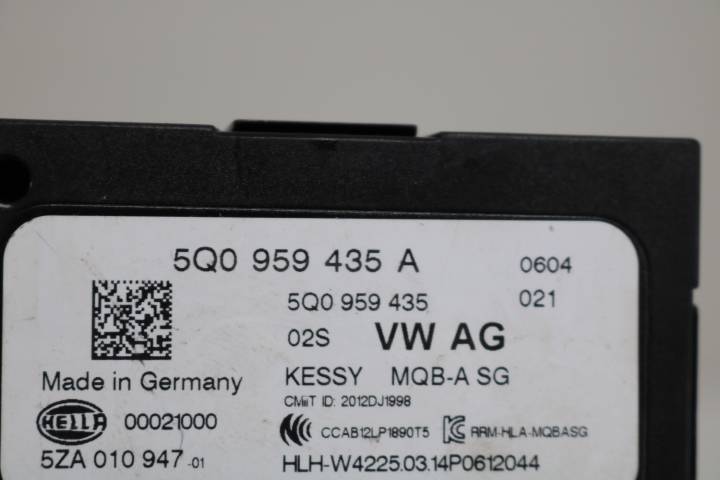 5Q0 959 435 A 0604
5Q0 959 435 021
02S VW AG
Made in Germany KESSY MQB-A SG
CMIIT ID: 2012DJ1998
HELLA 00021000 CCAB12LP1890T5 RRM-HLA-MQBASG
5ZA 010 947 -01 HLH-W4225.03.14P0612044